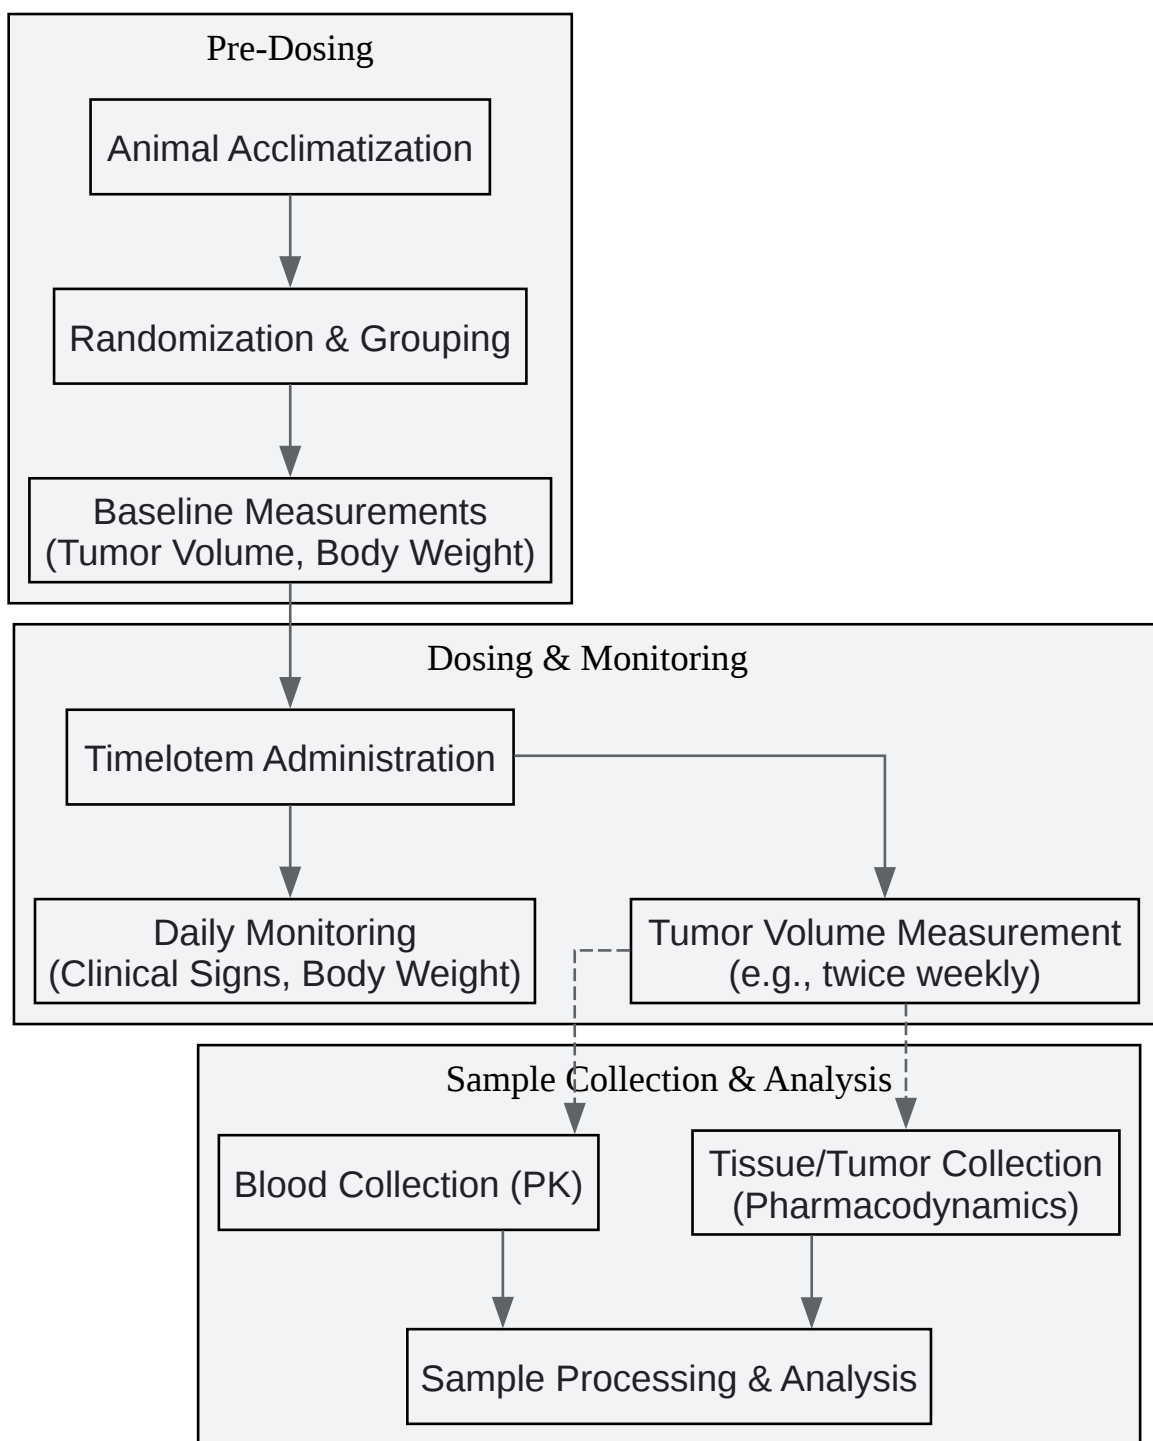 Pre-Dosing
Animal Acclimatization
Randomization & Grouping
Baseline Measurements
(Tumor Volume, Body Weight)
Dosing & Monitoring
Timelotem Administration
Daily Monitoring
(Clinical Signs, Body Weight)
Tumor Volume Measurement
(e.g., twice weekly)
Sample Collection & Analysis
Blood Collection (PK)
Tissue/Tumor Collection
(Pharmacodynamics)
Sample Processing & Analysis